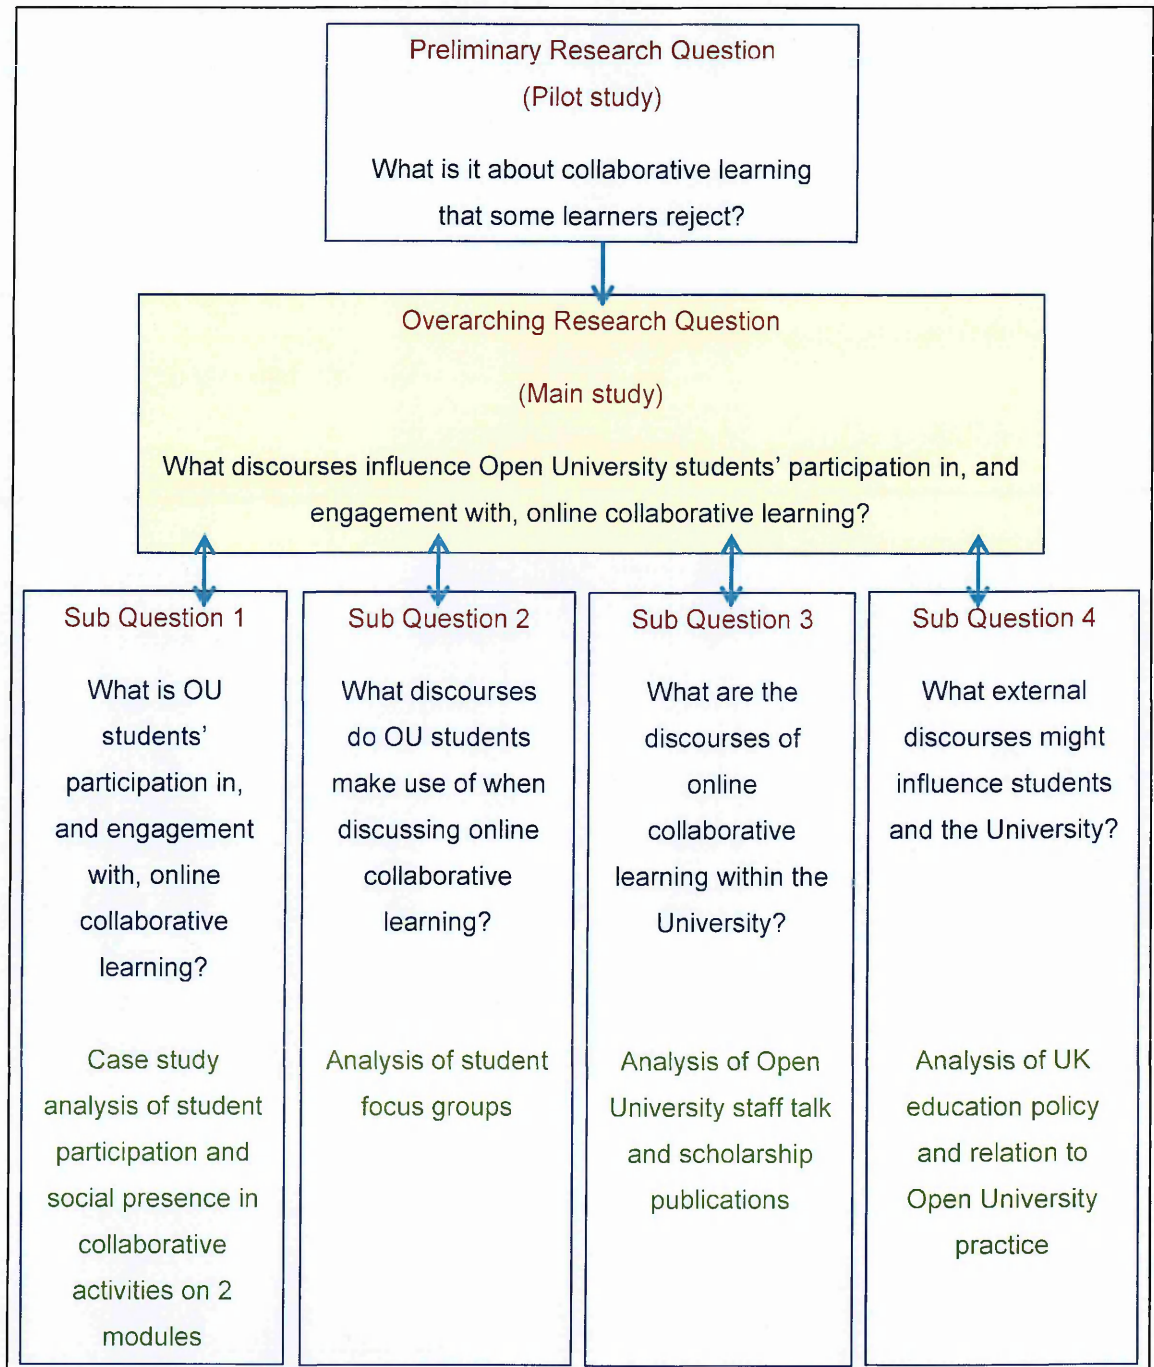 Preliminary Research Question
(Pilot study)
What is it about collaborative learning
that some learners reject?
Overarching Research Question
(Main study)
What discourses influence Open University students’ participation in, and
engagement with, online collaborative learning?
Sub Question 1
What is OU
students’
participation in,
and engagement
with, online
collaborative
learning?
Case study
analysis of student
participation and
social presence in
collaborative
activities on 2
modules
Sub Question 2
What discourses
do OU students
make use of when
discussing online
collaborative
learning?
Analysis of student
focus groups
Sub Question 3
What are the
discourses of
online
collaborative
learning within the
University?
Analysis of Open
University staff talk
and scholarship
publications
Sub Question 4
What external
discourses might
influence students
and the University?
Analysis of UK
education policy
and relation to
Open University
practice